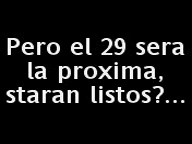 Pero el 29 sera
la proxima,
staran listos?...